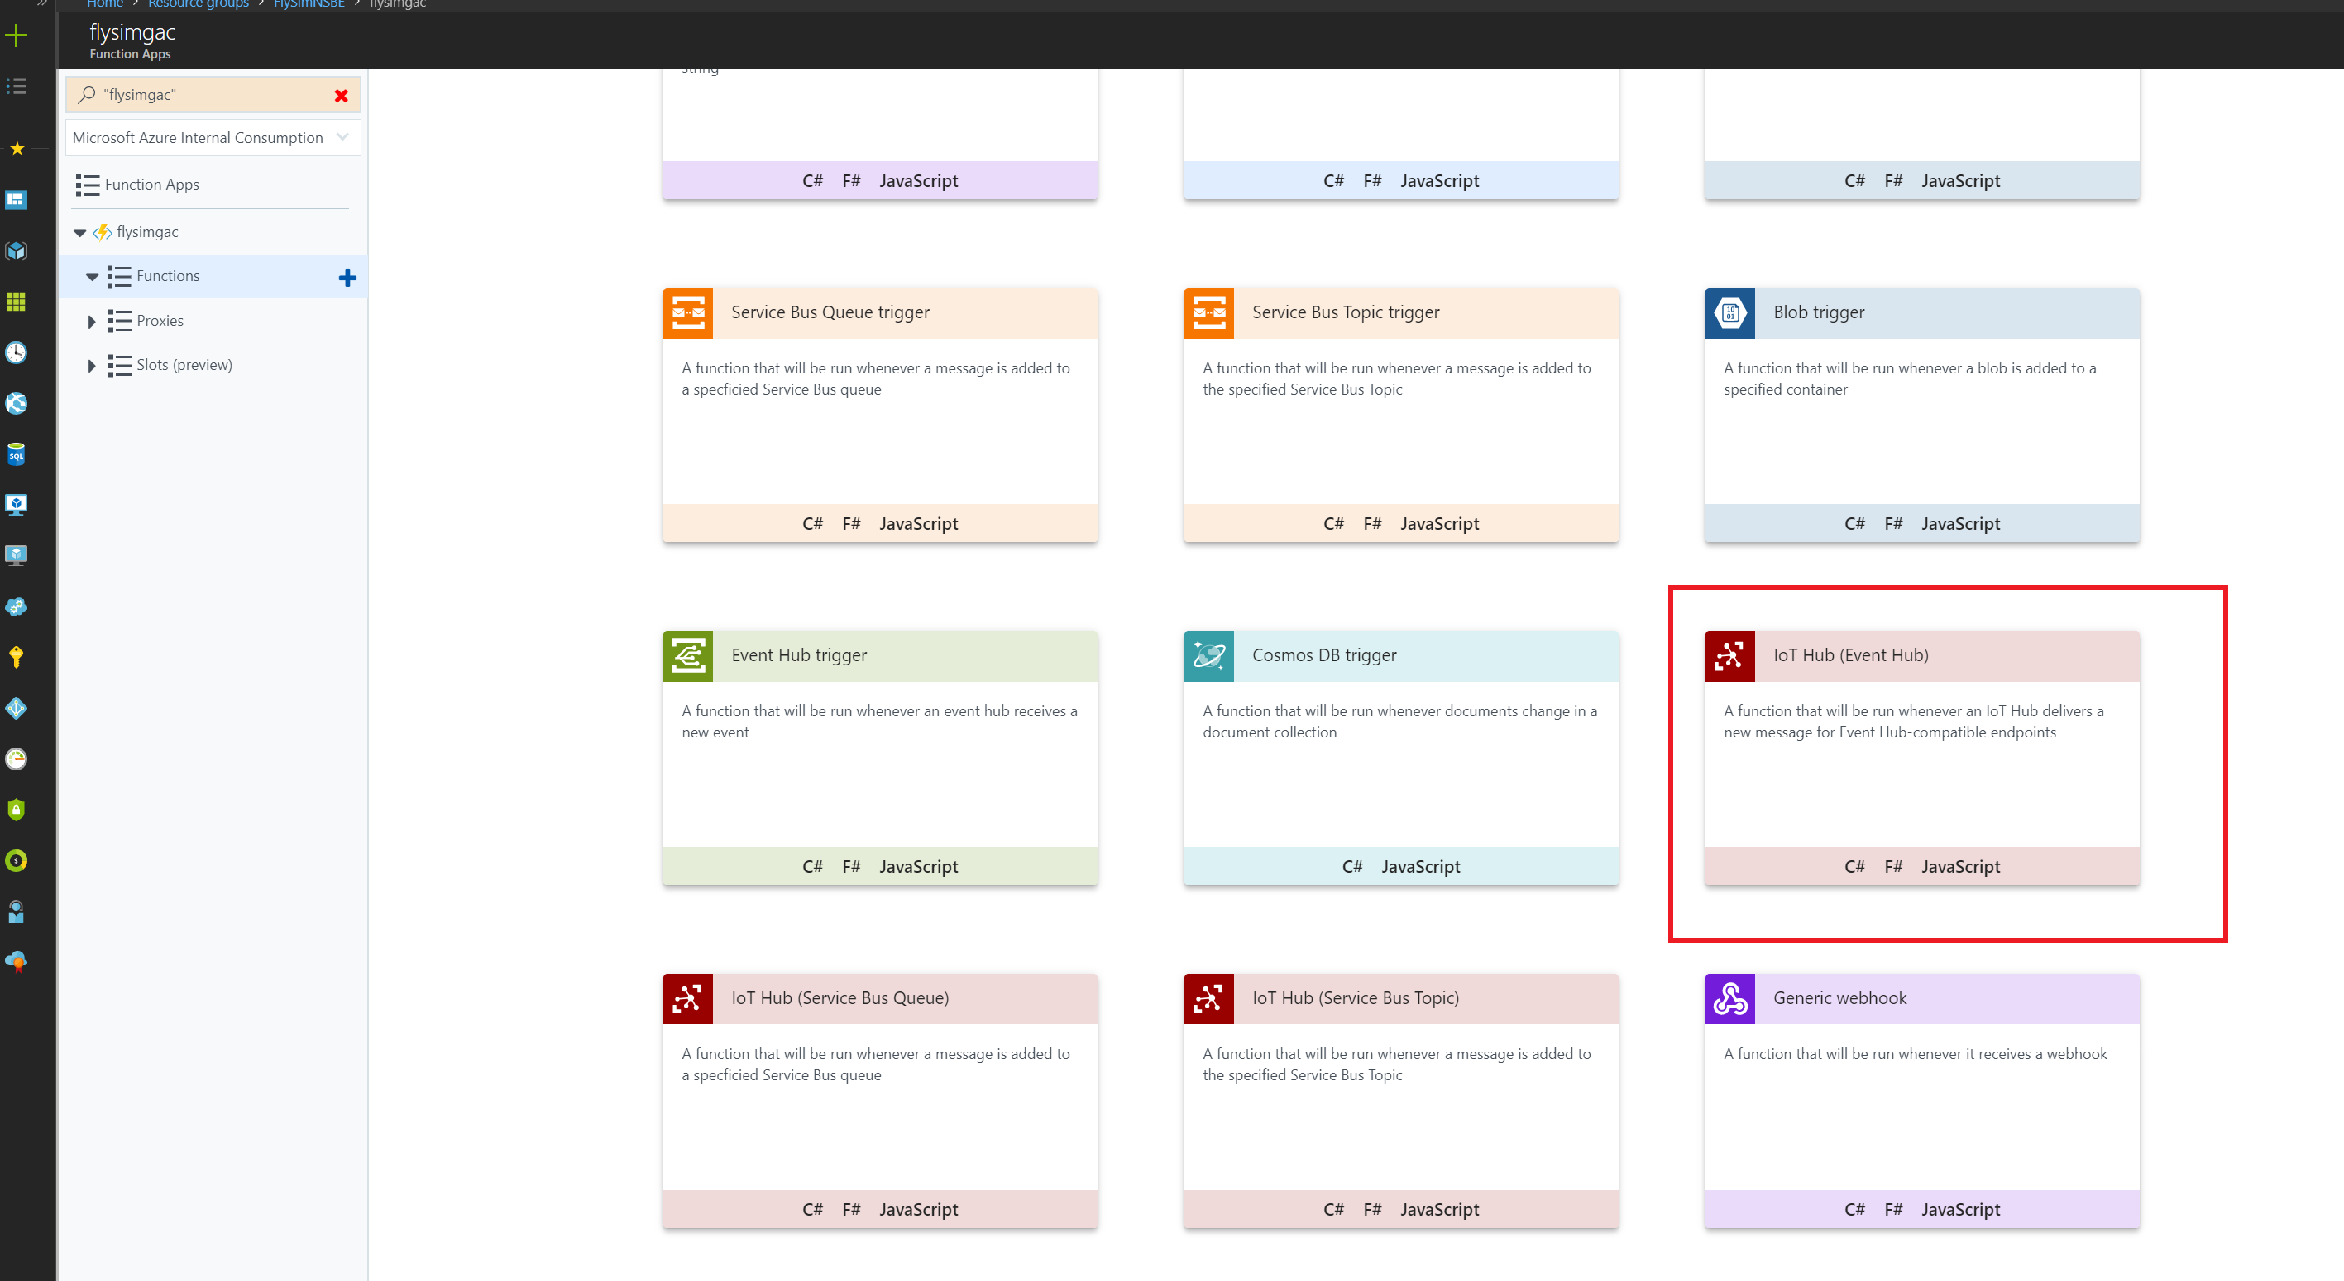 Home > Resource groups > FlySimNSBE > flysimgac
flysimgac
Function Apps
"flysimgac"
Microsoft Azure Internal Consumption
Function Apps
flysimgac
Functions
Proxies
Slots (preview)
String
C# F# JavaScript
C# F# JavaScript
C# F# JavaScript
Service Bus Queue trigger
A function that will be run whenever a message is added to
a specficied Service Bus queue
C# F# JavaScript
Service Bus Topic trigger
A function that will be run whenever a message is added to
the specified Service Bus Topic
C# F# JavaScript
Blob trigger
A function that will be run whenever a blob is added to a
specified container
C# F# JavaScript
Event Hub trigger
A function that will be run whenever an event hub receives a
new event
C# F# JavaScript
Cosmos DB trigger
A function that will be run whenever documents change in a
document collection
C# JavaScript
IoT Hub (Event Hub)
A function that will be run whenever an IoT Hub delivers a
new message for Event Hub-compatible endpoints
C# F# JavaScript
IoT Hub (Service Bus Queue)
A function that will be run whenever a message is added to
a specficied Service Bus queue
C# F# JavaScript
IoT Hub (Service Bus Topic)
A function that will be run whenever a message is added to
the specified Service Bus Topic
C# F# JavaScript
Generic webhook
A function that will be run whenever it receives a webhook
C# F# JavaScript